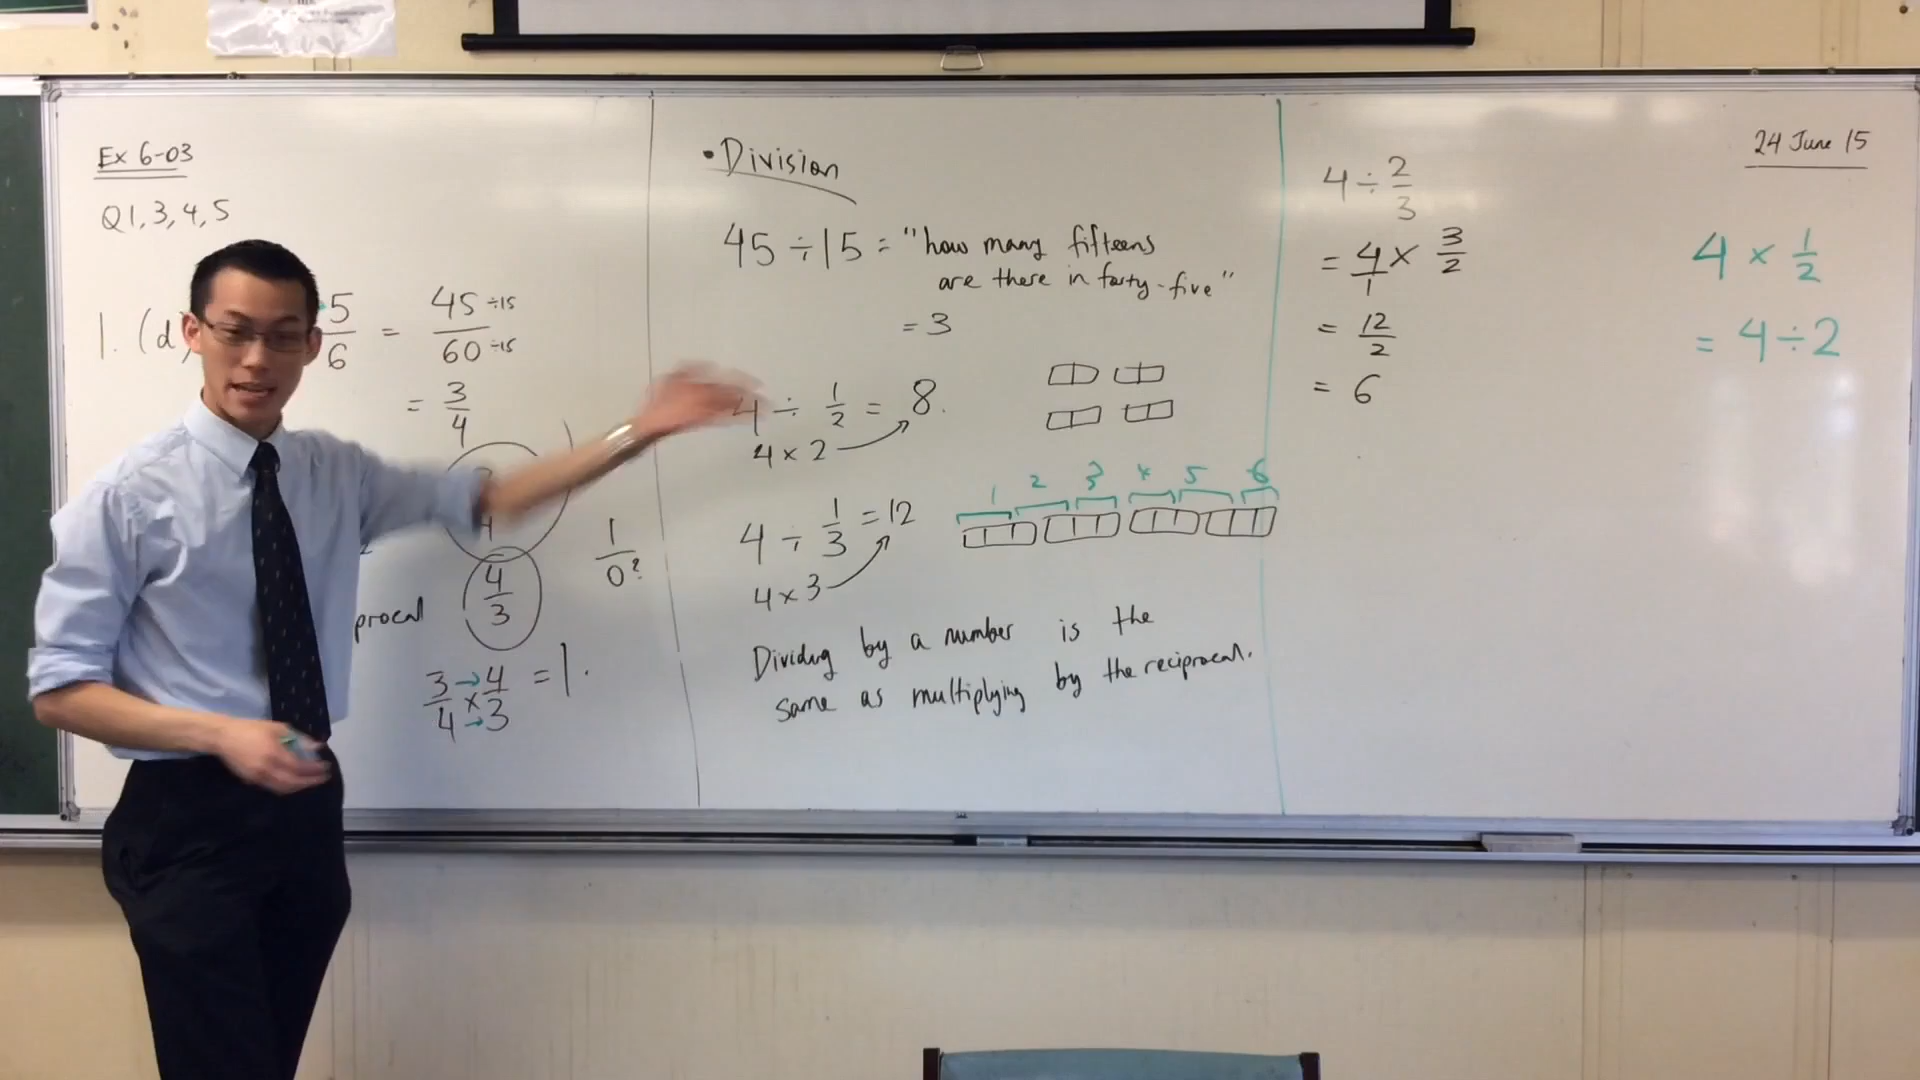 Ex 6-03
Q1, 3, 4, 5
1. (d) 5/6 = 45 ÷15 / 60 ÷15
= 3/4
4/3
1/0?
procal
3/4 × 4/3 = 1.
• Division
45 ÷ 15 = "how many fifteens
are there in forty-five"
= 3
4 ÷ 1/2 = 8.
4 × 2
4 ÷ 1/3 = 12
4 × 3
1 2 3 4 5 6
Dividing by a number is the
same as multiplying by the reciprocal.
4 ÷ 2/3
= 4/1 × 3/2
= 12/2
= 6
24 June 15
4 × 1/2
= 4 ÷ 2